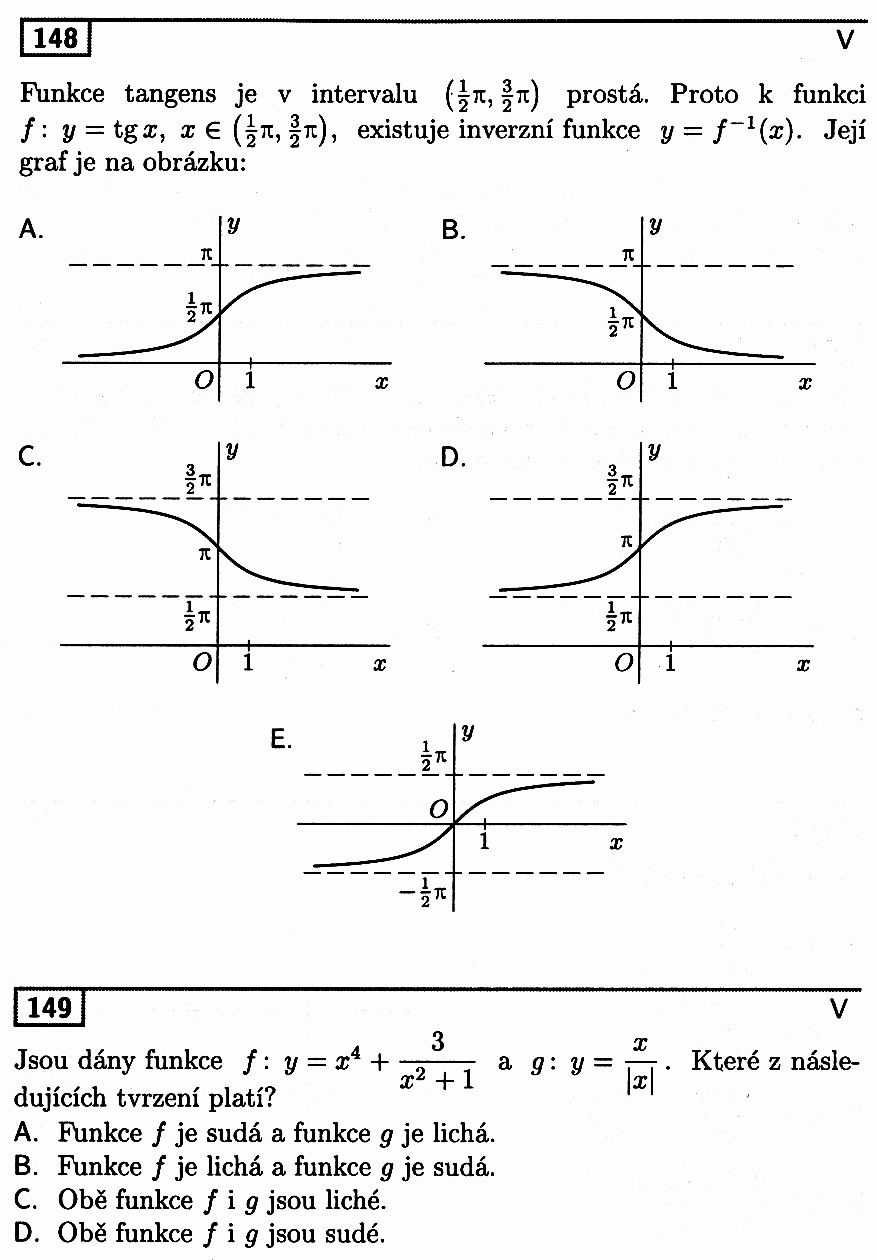 148 V
Funkce tangens je v intervalu (½π, 3/2π) prostá. Proto k funkci
f: y = tg x, x ∈ (½π, 3/2π), existuje inverzní funkce y = f⁻¹(x). Její
graf je na obrázku:
A. y B. y
π π
½π ½π
O 1 x O 1 x
C. y D. y
3/2π 3/2π
π π
½π ½π
O 1 x O 1 x
E. y
½π
O
1 x
−½π
149 V
Jsou dány funkce f: y = x⁴ + 3/(x² + 1) a g: y = x/|x|. Které z násle-
dujících tvrzení platí?
A. Funkce f je sudá a funkce g je lichá.
B. Funkce f je lichá a funkce g je sudá.
C. Obě funkce f i g jsou liché.
D. Obě funkce f i g jsou sudé.